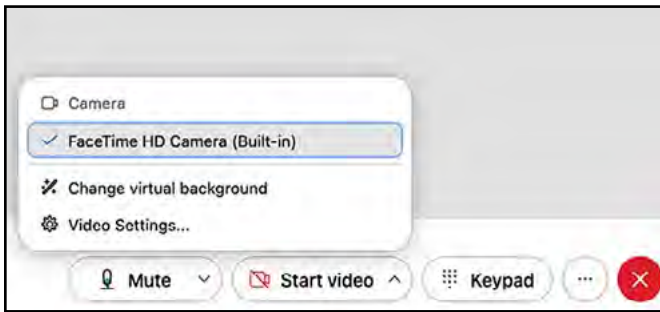 Camera
FaceTime HD Camera (Built-in)
Change virtual background
Video Settings...
Mute Start video Keypad